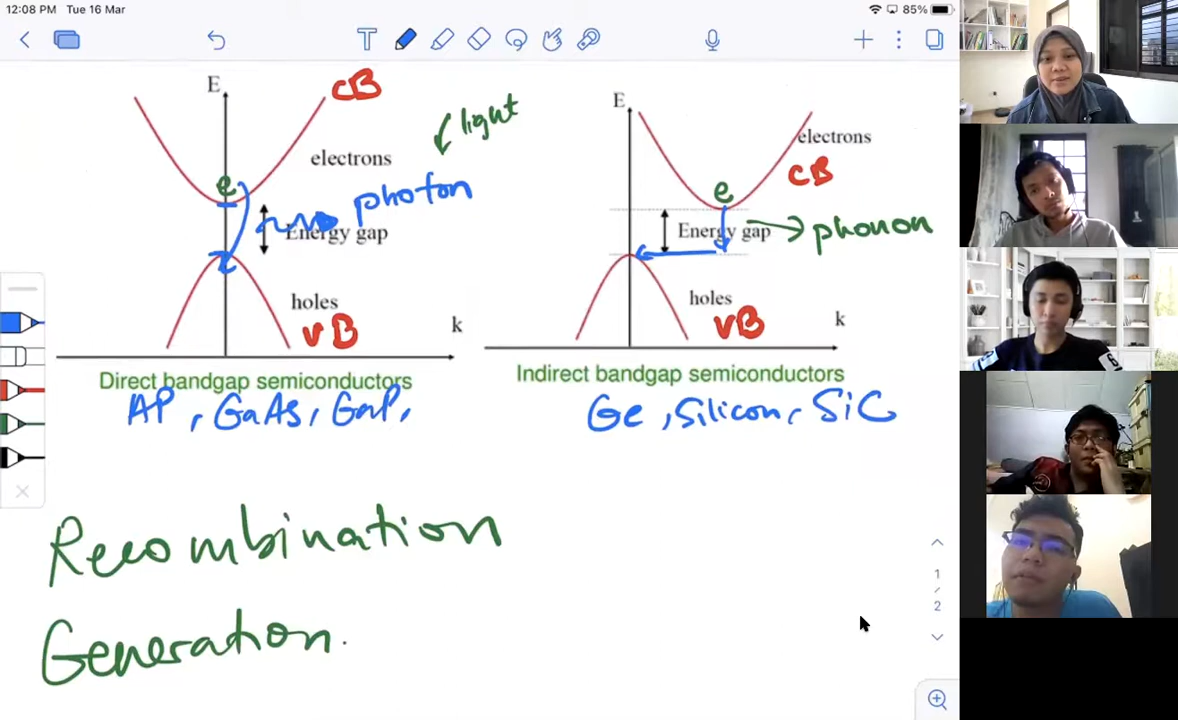 12:08 PM Tue 16 Mar
85%
E
CB
light
electrons
e
photon
Energy gap
holes
VB
k
Direct bandgap semiconductors
AP, GaAs, GaP,
E
electrons
CB
e
Energy gap
phonon
holes
VB
k
Indirect bandgap semiconductors
Ge, Silicon, SiC
Recombination
Generation.
1
/
2